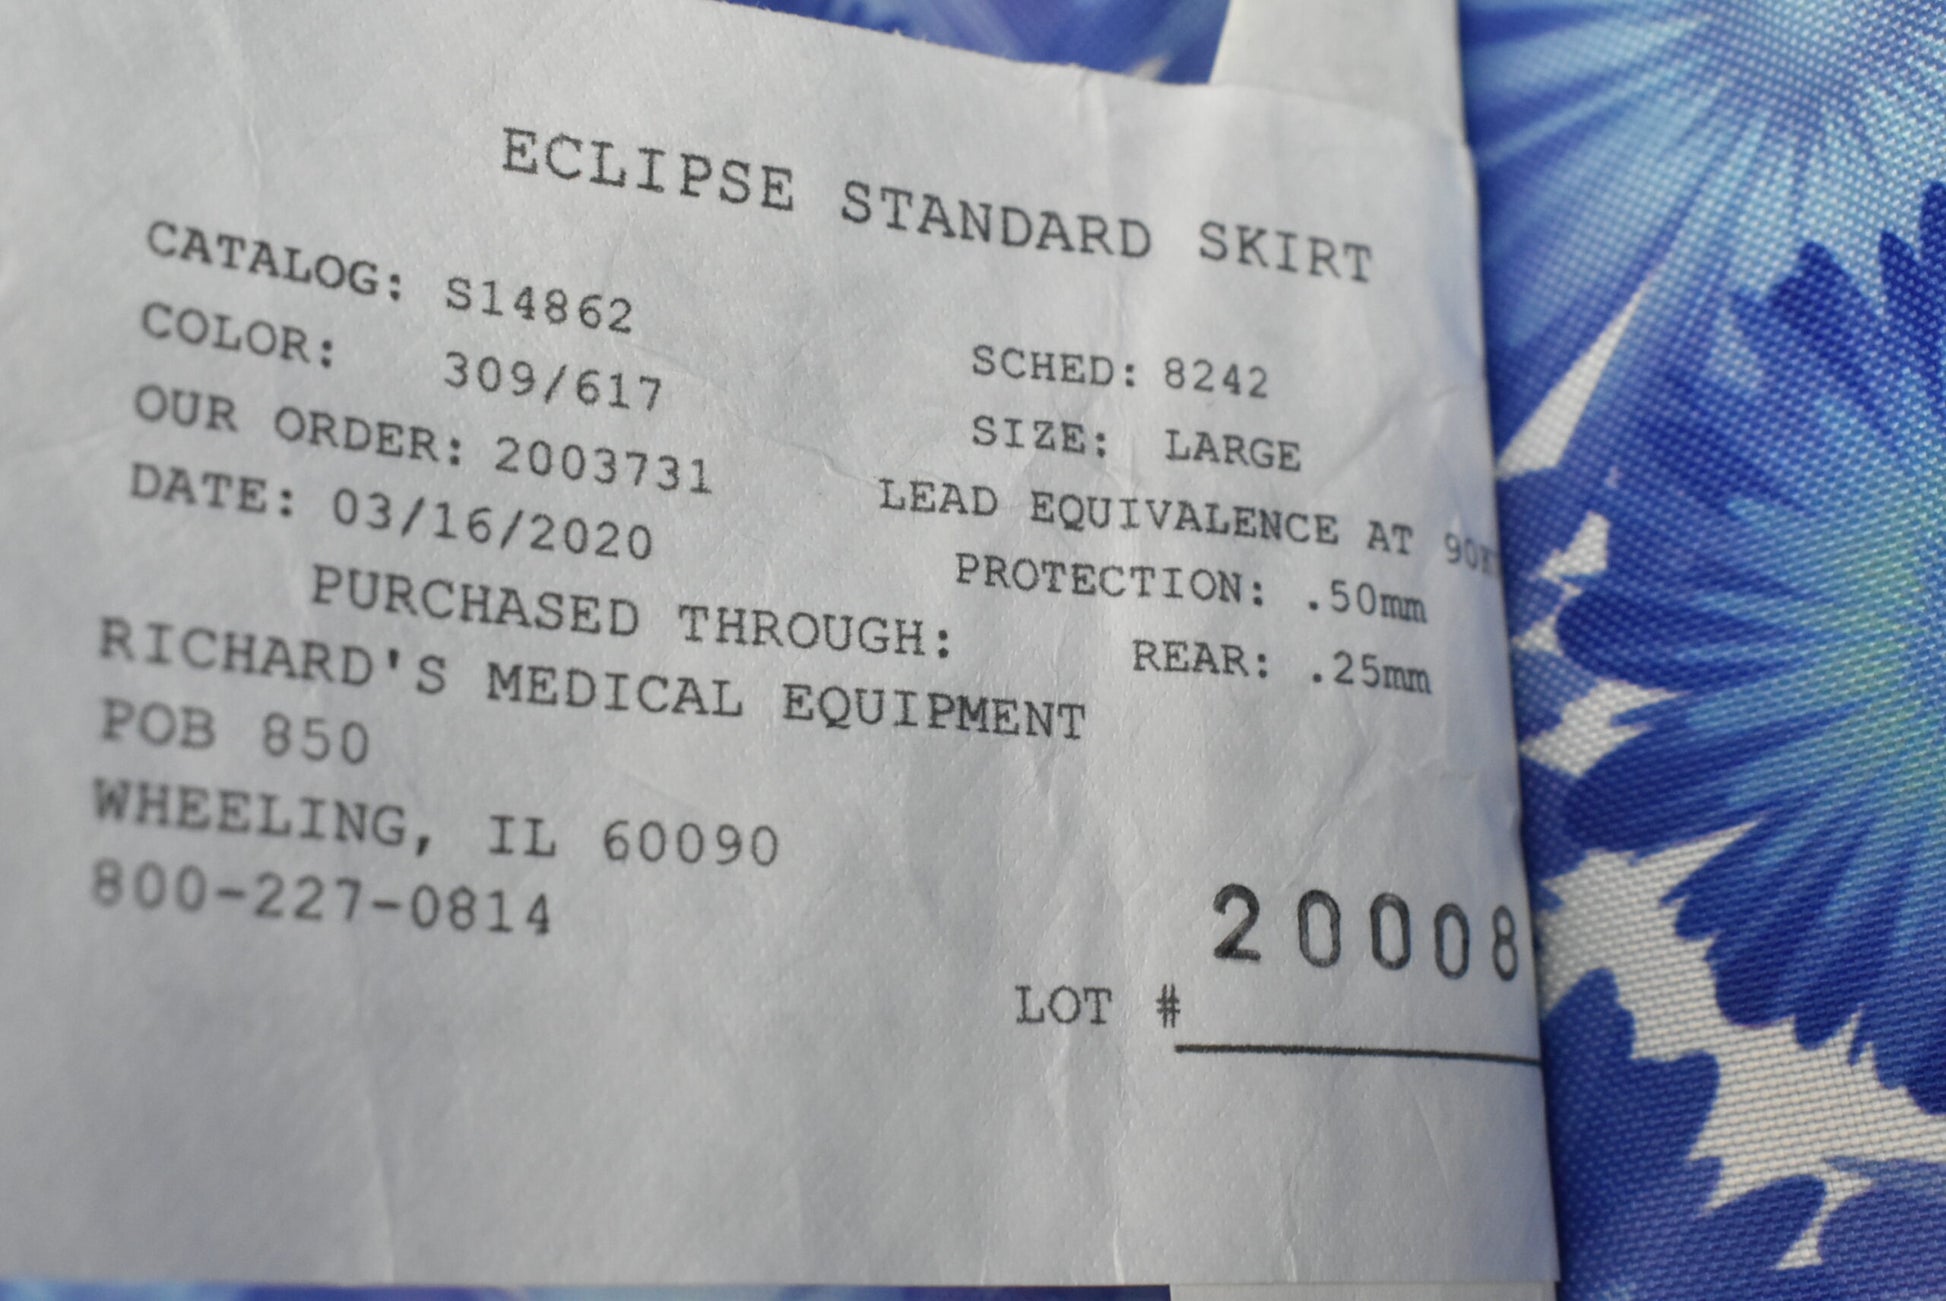 ECLIPSE STANDARD SKIRT
CATALOG: S14862
SCHED: 8242
COLOR: 309/617
SIZE: LARGE
OUR ORDER: 2003731
LEAD EQUIVALENCE AT
DATE: 03/16/2020
PROTECTION: .50mm
PURCHASED THROUGH:
REAR: .25mm
RICHARD'S MEDICAL EQUIPMENT
POB 850
WHEELING, IL 60090
800-227-0814
20008
LOT #